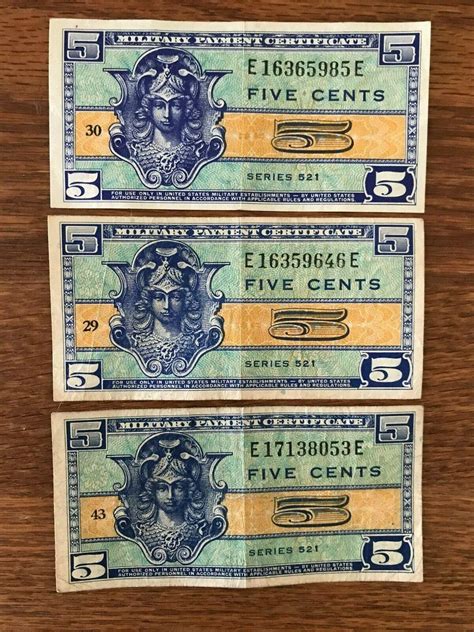 5 MILITARY PAYMENT CERTIFICATE 5
E16365985E
FIVE CENTS
30
5
SERIES 521
5 FOR USE ONLY IN UNITED STATES MILITARY ESTABLISHMENTS — BY UNITED STATES 5
AUTHORIZED PERSONNEL IN ACCORDANCE WITH APPLICABLE RULES AND REGULATIONS.
5 MILITARY PAYMENT CERTIFICATE 5
E16359646E
FIVE CENTS
29
5
SERIES 521
5 FOR USE ONLY IN UNITED STATES MILITARY ESTABLISHMENTS — BY UNITED STATES 5
AUTHORIZED PERSONNEL IN ACCORDANCE WITH APPLICABLE RULES AND REGULATIONS.
5 MILITARY PAYMENT CERTIFICATE 5
E17138053E
FIVE CENTS
43
5
SERIES 521
5 FOR USE ONLY IN UNITED STATES MILITARY ESTABLISHMENTS — BY UNITED STATES 5
AUTHORIZED PERSONNEL IN ACCORDANCE WITH APPLICABLE RULES AND REGULATIONS.